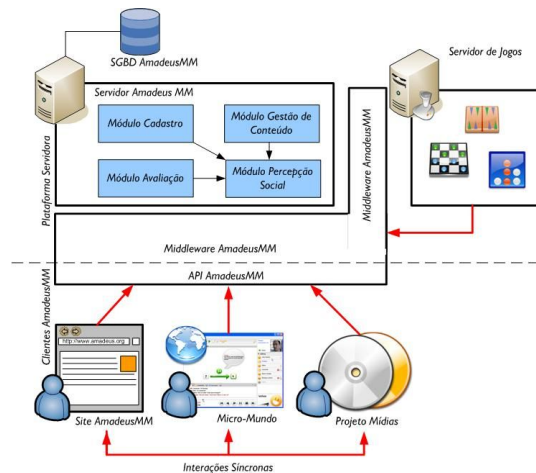 SGBD AmadeusMM
Servidor de Jogos
Servidor Amadeus MM
Módulo Cadastro
Módulo Gestão de
Conteúdo
Módulo Avaliação
Módulo Percepção
Social
Plataforma Servidora
Middleware AmadeusMM
Middleware AmadeusMM
API AmadeusMM
Clientes AmadeusMM
http://www.amadeus.org
Site AmadeusMM
Micro-Mundo
Projeto Mídias
Interações Síncronas